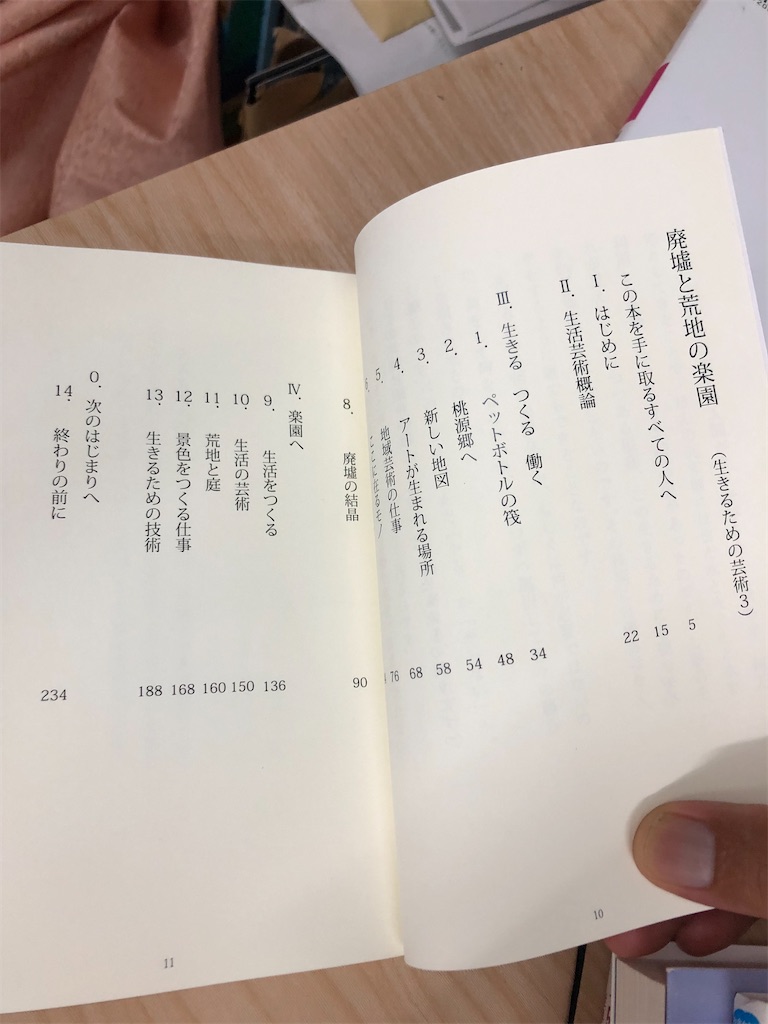 廃墟と荒地の楽園 （生きるための芸術3）
この本を手に取るすべての人へ 5
Ⅰ. はじめに 15
Ⅱ. 生活芸術概論 22
Ⅲ. 生きる つくる 働く 34
1. ペットボトルの筏 48
2. 桃源郷へ 54
3. 新しい地図 58
4. アートが生まれる場所 68
5. 地域芸術の仕事 76
ここに在るモノ
10
8. 廃墟の結晶 90
Ⅳ. 楽園へ
9. 生活をつくる 136
10. 生活の芸術 150
11. 荒地と庭 160
12. 景色をつくる仕事 168
13. 生きるための技術 188
0. 次のはじまりへ
14. 終わりの前に 234
11